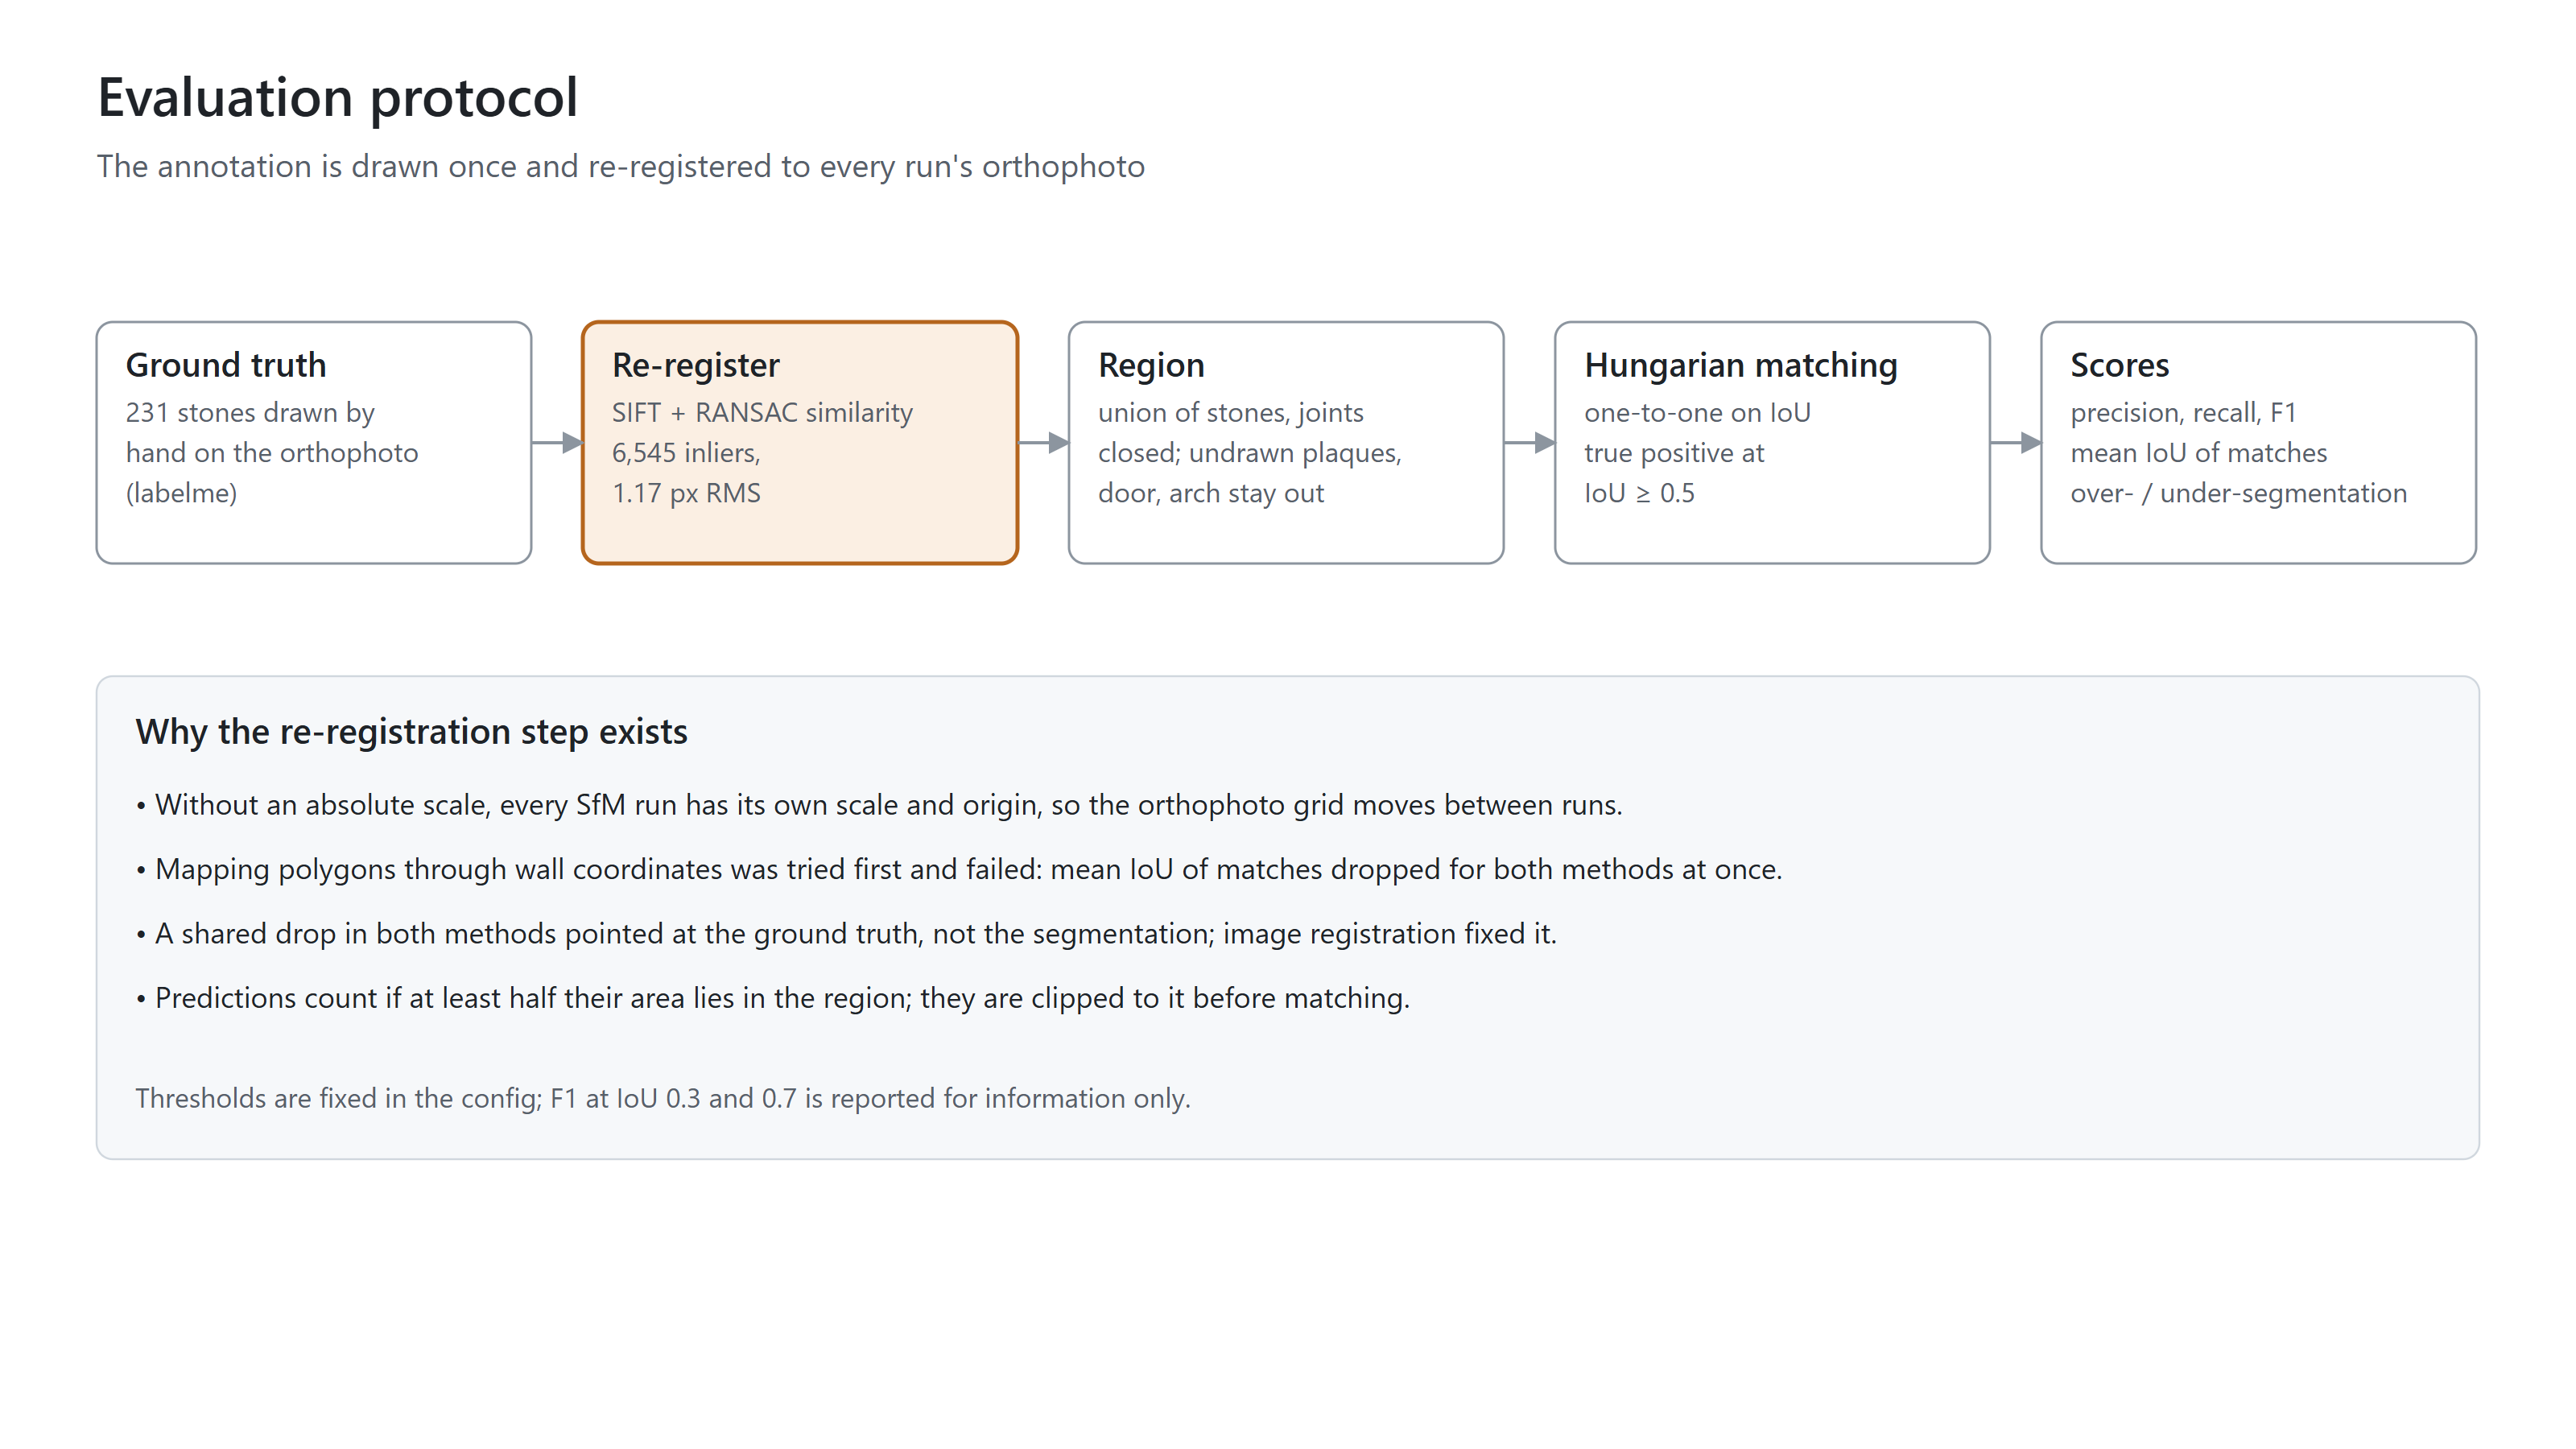 Evaluation protocol
The annotation is drawn once and re-registered to every run's orthophoto
Ground truth
231 stones drawn by
hand on the orthophoto
(labelme)
Re-register
SIFT + RANSAC similarity
6,545 inliers,
1.17 px RMS
Region
union of stones, joints
closed; undrawn plaques,
door, arch stay out
Hungarian matching
one-to-one on IoU
true positive at
IoU ≥ 0.5
Scores
precision, recall, F1
mean IoU of matches
over- / under-segmentation
Why the re-registration step exists
• Without an absolute scale, every SfM run has its own scale and origin, so the orthophoto grid moves between runs.
• Mapping polygons through wall coordinates was tried first and failed: mean IoU of matches dropped for both methods at once.
• A shared drop in both methods pointed at the ground truth, not the segmentation; image registration fixed it.
• Predictions count if at least half their area lies in the region; they are clipped to it before matching.
Thresholds are fixed in the config; F1 at IoU 0.3 and 0.7 is reported for information only.